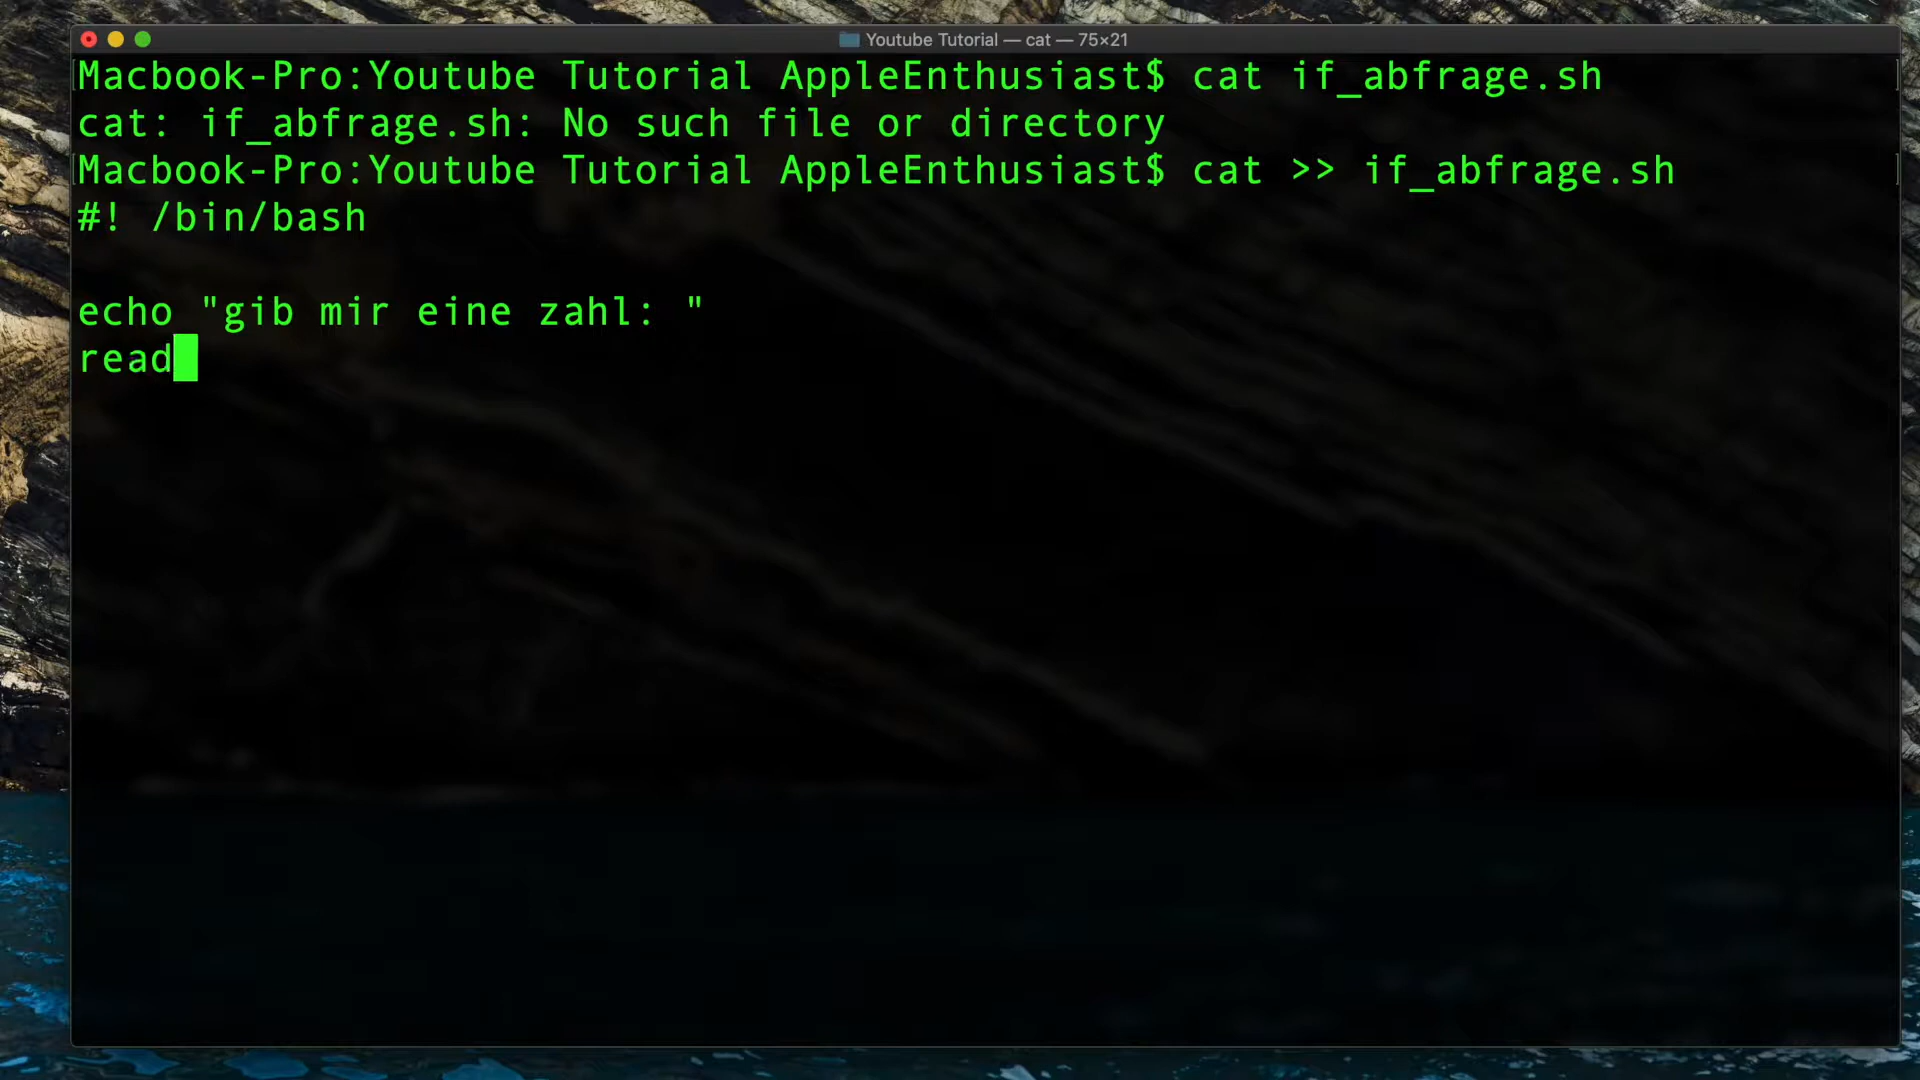 Youtube Tutorial — cat — 75×21
Macbook-Pro:Youtube Tutorial AppleEnthusiast$ cat if_abfrage.sh
cat: if_abfrage.sh: No such file or directory
Macbook-Pro:Youtube Tutorial AppleEnthusiast$ cat >> if_abfrage.sh
#! /bin/bash
echo "gib mir eine zahl: "
read